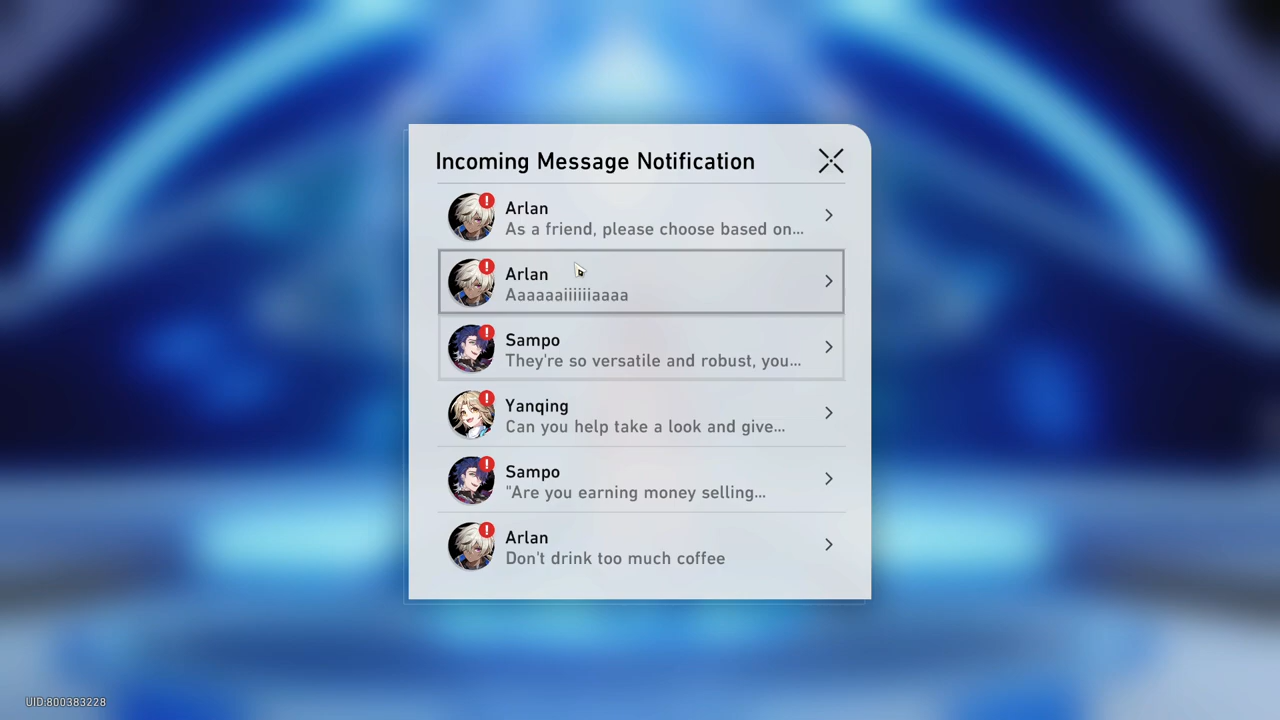 Incoming Message Notification
Arlan
As a friend, please choose based on...
Arlan
Aaaaaaiiiiiiaaaa
Sampo
They're so versatile and robust, you...
Yanqing
Can you help take a look and give...
Sampo
"Are you earning money selling...
Arlan
Don't drink too much coffee
UID:800383228